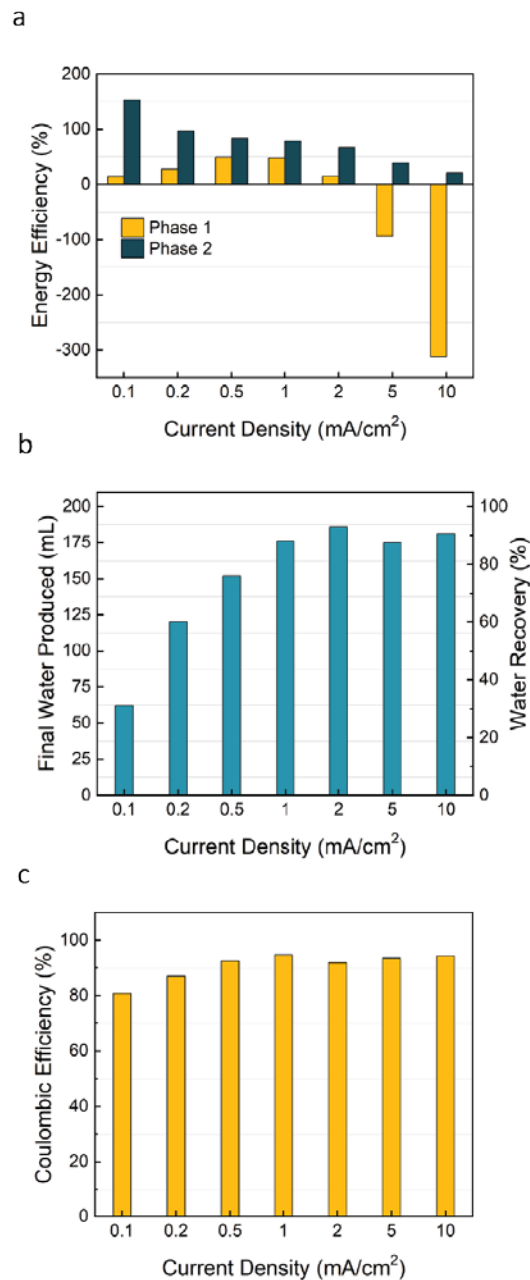 a
Energy Efficiency (%)
200
100
0
-100
-200
-300
Phase 1
Phase 2
0.1 0.2 0.5 1 2 5 10
Current Density (mA/cm²)
b
Final Water Produced (mL)
200
175
150
125
100
75
50
25
0
100
80
60
40
20
0
Water Recovery (%)
0.1 0.2 0.5 1 2 5 10
Current Density (mA/cm²)
c
Coulombic Efficiency (%)
100
80
60
40
20
0
0.1 0.2 0.5 1 2 5 10
Current Density (mA/cm²)